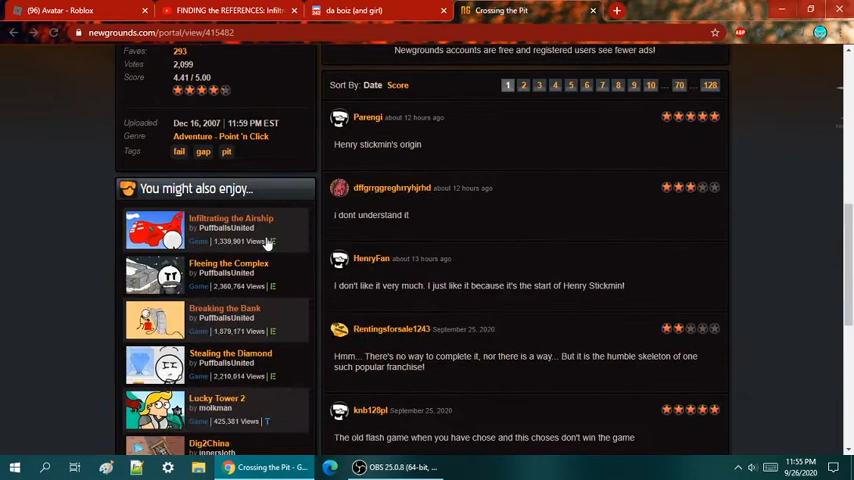 (96) Avatar - Roblox
FINDING the REFERENCES: Infilt
da boiz (and girl)
Crossing the Pit
newgrounds.com/portal/view/415482
Faves: 293
Votes 2,099
Score 4.41 / 5.00
Uploaded Dec 16, 2007 | 11:59 PM EST
Genre Adventure - Point 'n Click
Tags fail gap pit
You might also enjoy...
Infiltrating the Airship
by PuffballsUnited
Game | 1,339,901 Views
E
Fleeing the Complex
by PuffballsUnited
Game | 2,360,764 Views | E
Breaking the Bank
by PuffballsUnited
Game | 1,879,171 Views | E
Stealing the Diamond
by PuffballsUnited
Game | 2,210,014 Views | E
Lucky Tower 2
by molkman
Game | 425,381 Views | T
Dig2China
by innersloth
Newgrounds accounts are free and registered users see fewer ads!
Sort By: Date Score
1 2 3 4 5 6 7 8 9 10 ... 70 ... 128
Parengi about 12 hours ago
Henry stickmin's origin
dffgrrggreghrryhjrhd about 12 hours ago
i dont understand it
HenryFan about 13 hours ago
I don't like it very much. I just like it because it's the start of Henry Stickmin!
Rentingsforsale1243 September 25, 2020
Hmm... There's no way to complete it, nor there is a way... But it is the humble skeleton of one
such popular franchise!
knb128pl September 25, 2020
The old flash game when you have chose and this choses don't win the game
Crossing the Pit - G...
OBS 25.0.8 (64-bit, ...
11:55 PM
9/26/2020